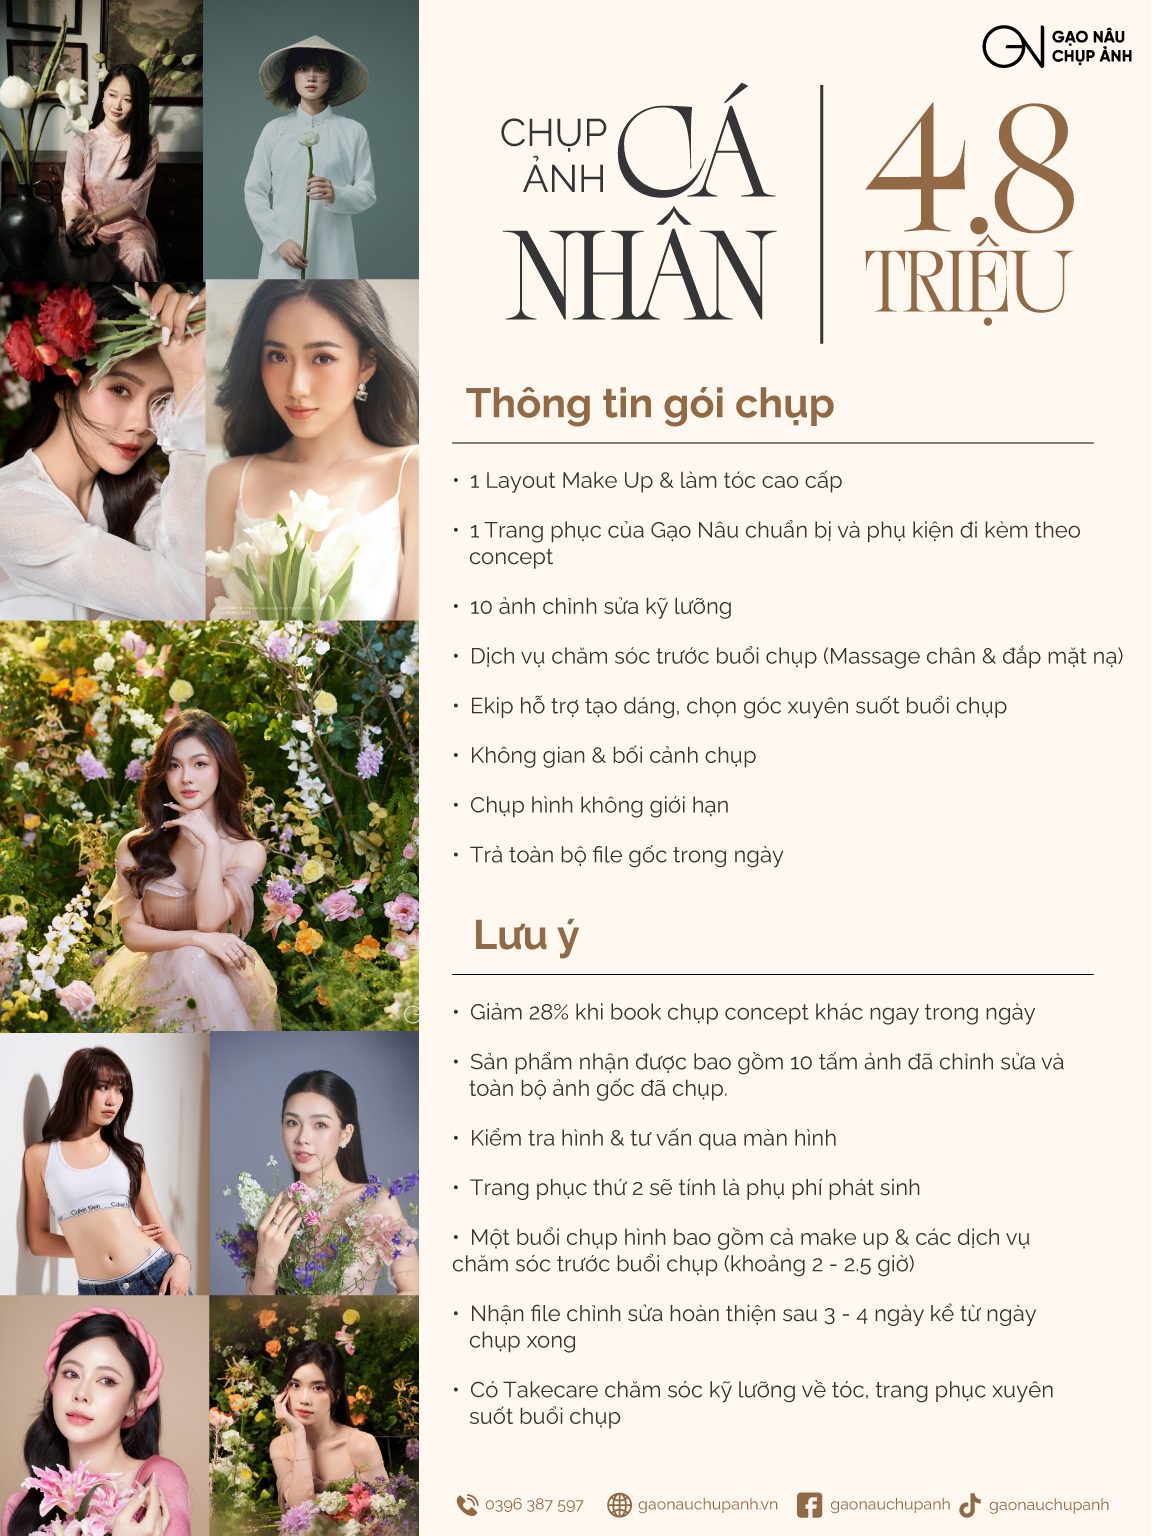 GẠO NÂU
CHỤP ẢNH
CHỤP
ẢNH
CÁ
NHÂN
4.8
TRIỆU
Thông tin gói chụp
• 1 Layout Make Up & làm tóc cao cấp
• 1 Trang phục của Gạo Nâu chuẩn bị và phụ kiện đi kèm theo
concept
• 10 ảnh chỉnh sửa kỹ lưỡng
• Dịch vụ chăm sóc trước buổi chụp (Massage chân & đắp mặt nạ)
• Ekip hỗ trợ tạo dáng, chọn góc xuyên suốt buổi chụp
• Không gian & bối cảnh chụp
• Chụp hình không giới hạn
• Trả toàn bộ file gốc trong ngày
Lưu ý
• Giảm 28% khi book chụp concept khác ngay trong ngày
• Sản phẩm nhận được bao gồm 10 tấm ảnh đã chỉnh sửa và
toàn bộ ảnh gốc đã chụp.
• Kiểm tra hình & tư vấn qua màn hình
• Trang phục thứ 2 sẽ tính là phụ phí phát sinh
• Một buổi chụp hình bao gồm cả make up & các dịch vụ
chăm sóc trước buổi chụp (khoảng 2 - 2.5 giờ)
• Nhận file chỉnh sửa hoàn thiện sau 3 - 4 ngày kể từ ngày
chụp xong
• Có Takecare chăm sóc kỹ lưỡng về tóc, trang phục xuyên
suốt buổi chụp
0396 387 597
gaonauchupanh.vn
gaonauchupanh
gaonauchupanh
Calvin Klein